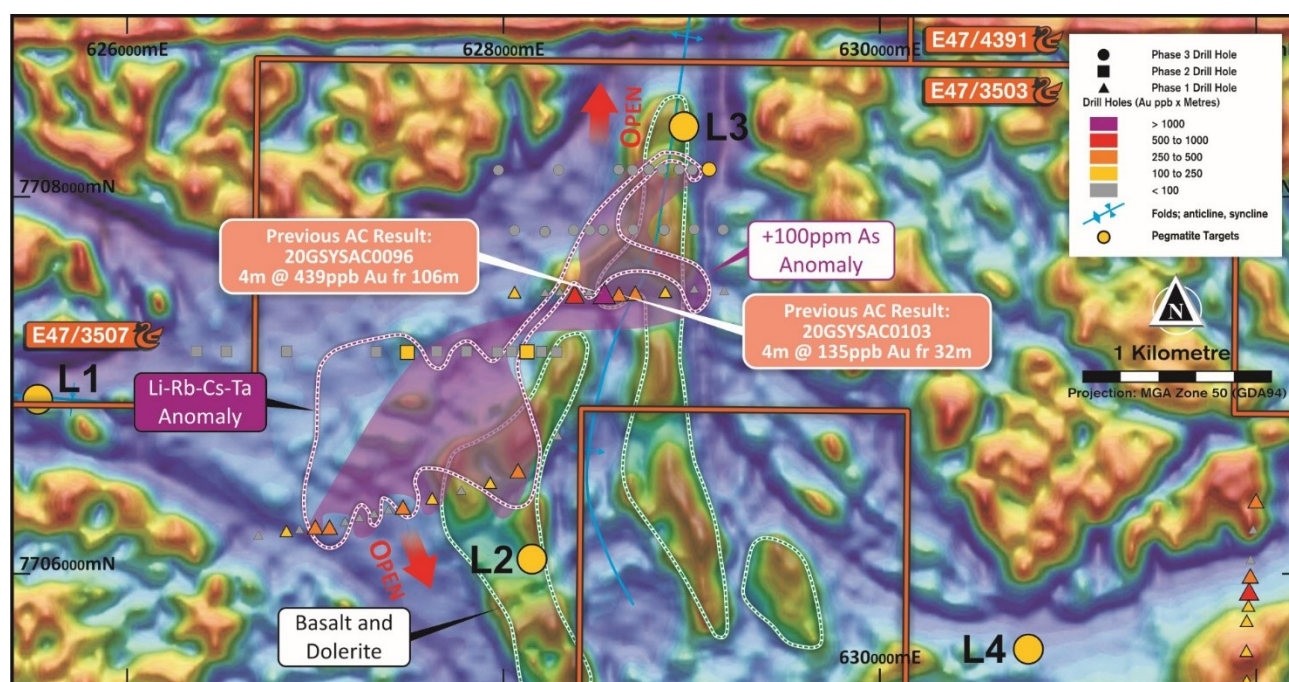 626000mE
628000mE
630000mE
E47/4391
E47/3503
Phase 3 Drill Hole
Phase 2 Drill Hole
Phase 1 Drill Hole
Drill Holes (Au ppb x Metres)
> 1000
500 to 1000
250 to 500
100 to 250
< 100
Folds; anticline, syncline
Pegmatite Targets
N
1 Kilometre
Projection: MGA Zone 50 (GDA94)
OPEN
L3
7708000mN
Previous AC Result:
20GSYSAC0096
4m @ 439ppb Au fr 106m
+100ppm As
Anomaly
Previous AC Result:
20GSYSAC0103
4m @ 135ppb Au fr 32m
E47/3507
L1
Li-Rb-Cs-Ta
Anomaly
OPEN
L2
7706000mN
Basalt and
Dolerite
630000mE
L4